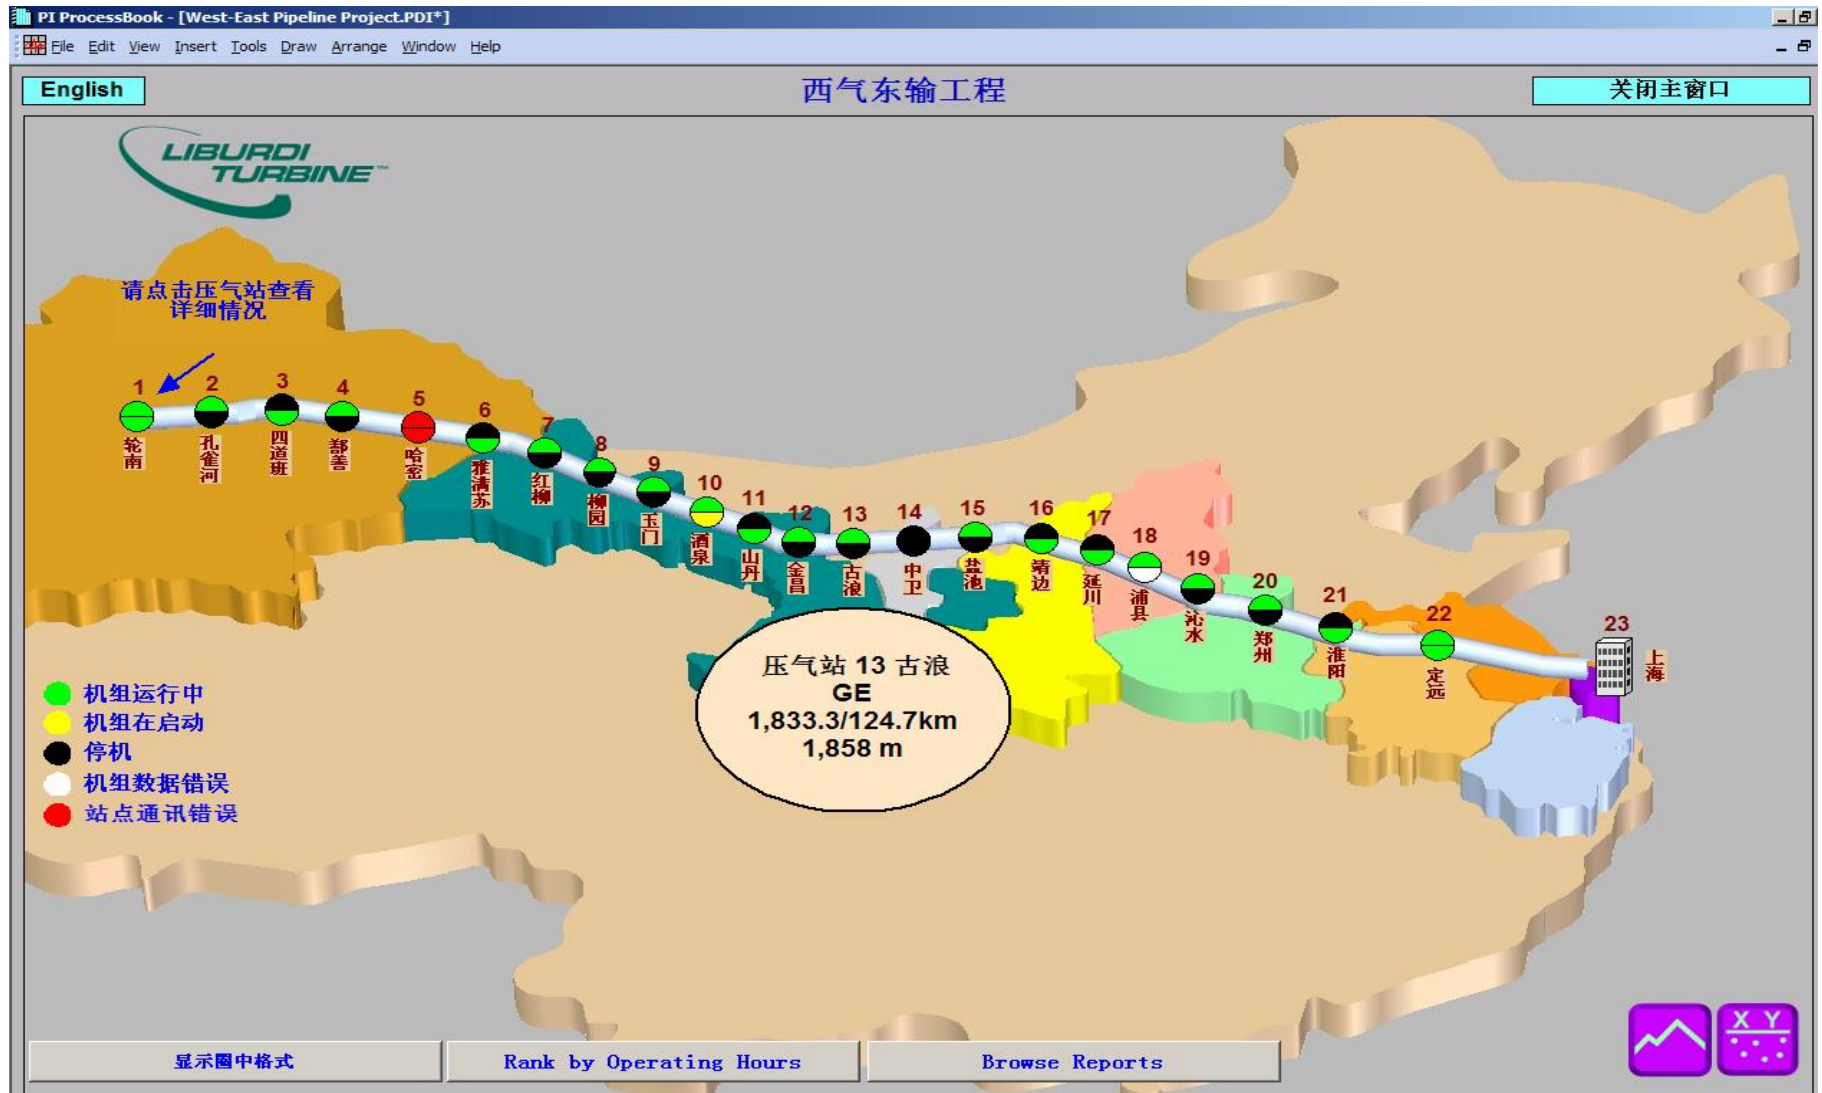 PI ProcessBook - [West-East Pipeline Project.PDI*]
File Edit View Insert Tools Draw Arrange Window Help
English
西气东输工程
关闭主窗口
LIBURDI
TURBINE™
请点击压气站查看
详细情况
1
轮南
2
孔雀河
3
四道班
4
鄯善
5
哈密
6
雅满苏
7
红柳
8
柳园
9
玉门
10
酒泉
11
山丹
12
金昌
13
古浪
14
中卫
15
盐池
16
靖边
17
延川
18
浦县
19
沁水
20
郑州
21
淮阳
22
定远
23
上海
压气站 13 古浪
GE
1,833.3/124.7km
1,858 m
机组运行中
机组在启动
停机
机组数据错误
站点通讯错误
X Y
显示圈中格式
Rank by Operating Hours
Browse Reports